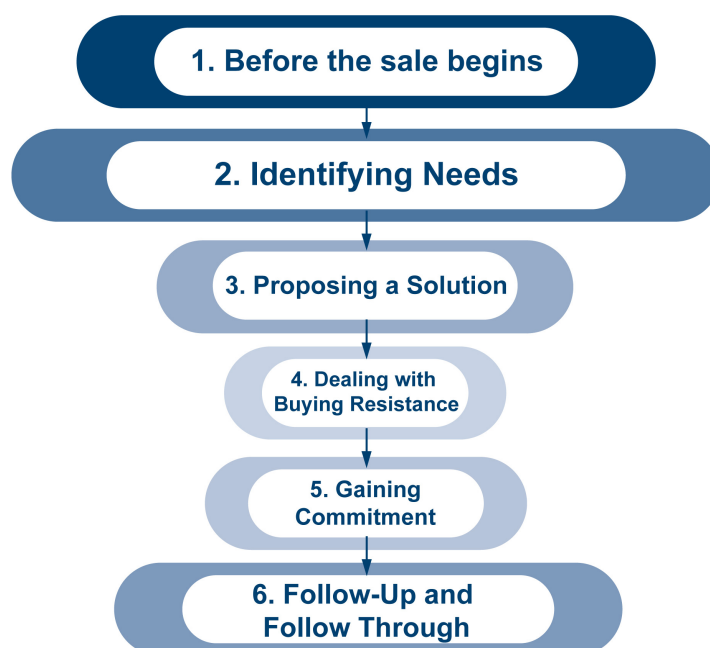 1. Before the sale begins
2. Identifying Needs
3. Proposing a Solution
4. Dealing with
Buying Resistance
5. Gaining
Commitment
6. Follow-Up and
Follow Through